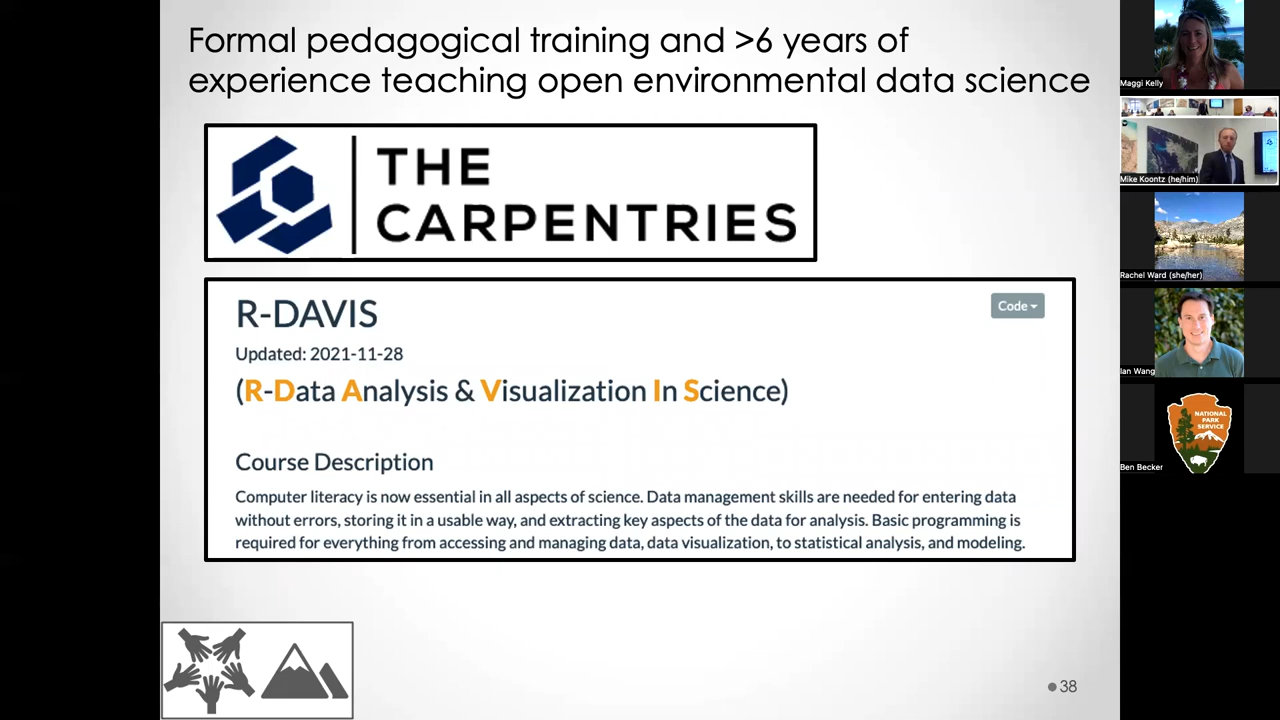 Formal pedagogical training and >6 years of
experience teaching open environmental data science
THE
CARPENTRIES
R-DAVIS
Code
Updated: 2021-11-28
(R-Data Analysis & Visualization In Science)
Course Description
Computer literacy is now essential in all aspects of science. Data management skills are needed for entering data
without errors, storing it in a usable way, and extracting key aspects of the data for analysis. Basic programming is
required for everything from accessing and managing data, data visualization, to statistical analysis, and modeling.
38
Maggi Kelly
Mike Koontz (he/him)
Rachel Ward (she/her)
Ian Wang
NATIONAL
PARK
SERVICE
Ben Becker